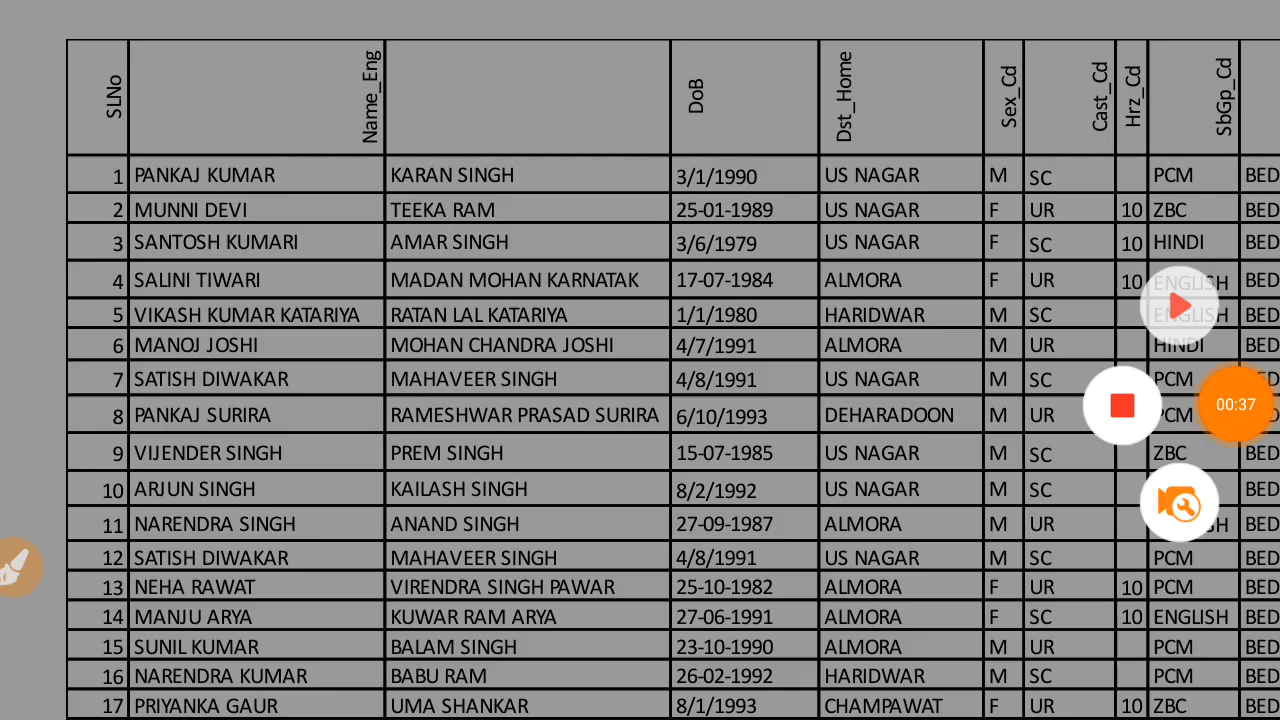 SLNo Name_Eng DoB Dst_Home Sex_Cd Cast_Cd Hrz_Cd SbGp_Cd
1 PANKAJ KUMAR KARAN SINGH 3/1/1990 US NAGAR M SC PCM BED
2 MUNNI DEVI TEEKA RAM 25-01-1989 US NAGAR F UR 10 ZBC BED
3 SANTOSH KUMARI AMAR SINGH 3/6/1979 US NAGAR F SC 10 HINDI BED
4 SALINI TIWARI MADAN MOHAN KARNATAK 17-07-1984 ALMORA F UR 10 ENGLISH BED
5 VIKASH KUMAR KATARIYA RATAN LAL KATARIYA 1/1/1980 HARIDWAR M SC ENGLISH BED
6 MANOJ JOSHI MOHAN CHANDRA JOSHI 4/7/1991 ALMORA M UR HINDI BED
7 SATISH DIWAKAR MAHAVEER SINGH 4/8/1991 US NAGAR M SC PCM BED
8 PANKAJ SURIRA RAMESHWAR PRASAD SURIRA 6/10/1993 DEHARADOON M UR PCM 00:37 BED
9 VIJENDER SINGH PREM SINGH 15-07-1985 US NAGAR M SC ZBC BED
10 ARJUN SINGH KAILASH SINGH 8/2/1992 US NAGAR M SC BED
11 NARENDRA SINGH ANAND SINGH 27-09-1987 ALMORA M UR BED
12 SATISH DIWAKAR MAHAVEER SINGH 4/8/1991 US NAGAR M SC PCM BED
13 NEHA RAWAT VIRENDRA SINGH PAWAR 25-10-1982 ALMORA F UR 10 PCM BED
14 MANJU ARYA KUWAR RAM ARYA 27-06-1991 ALMORA F SC 10 ENGLISH BED
15 SUNIL KUMAR BALAM SINGH 23-10-1990 ALMORA M UR PCM BED
16 NARENDRA KUMAR BABU RAM 26-02-1992 HARIDWAR M SC PCM BED
17 PRIYANKA GAUR UMA SHANKAR 8/1/1993 CHAMPAWAT F UR 10 ZBC BED